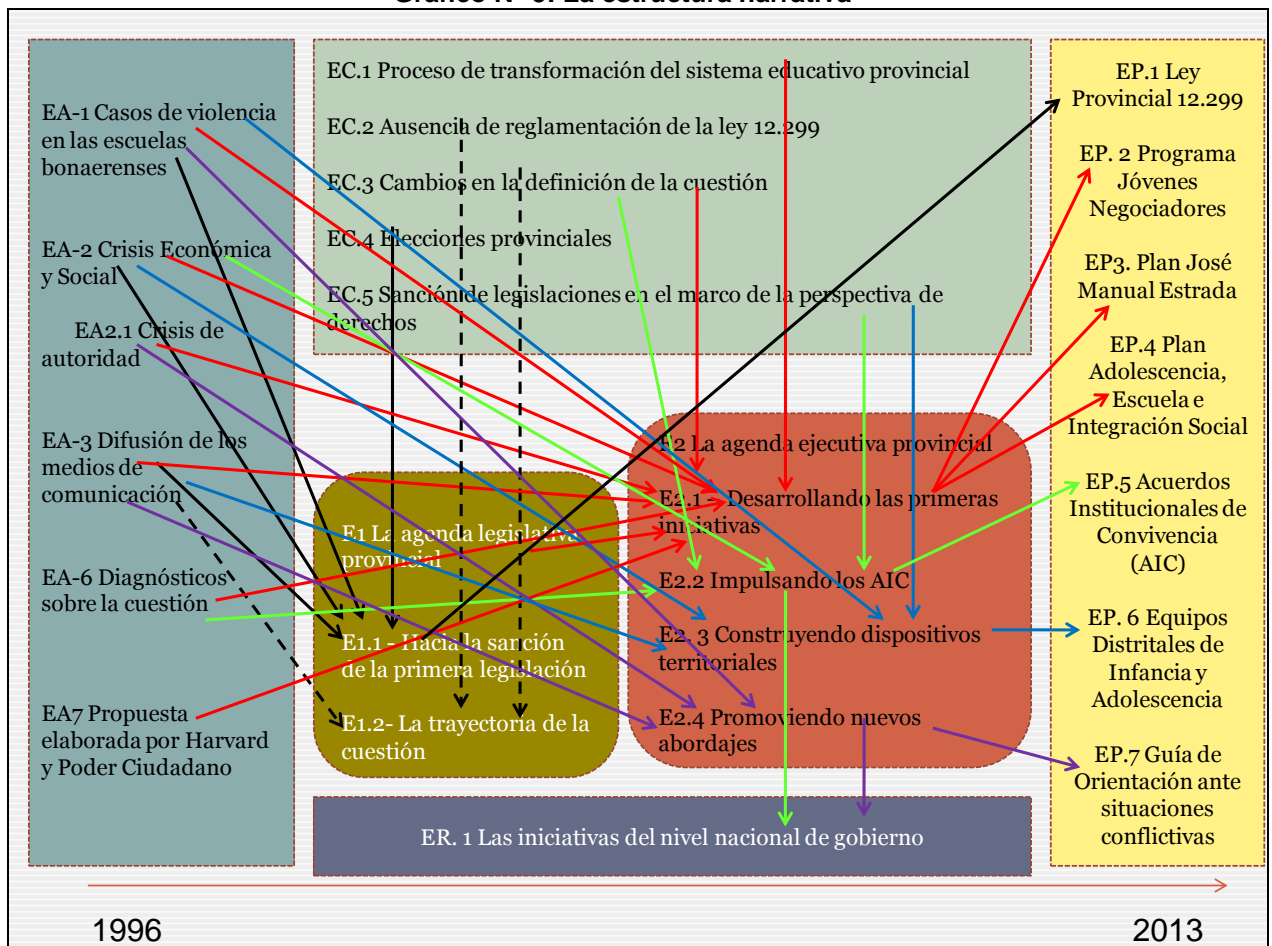 EA-1 Casos de violencia
en las escuelas
bonaerenses
EA-2 Crisis Económica
y Social
EA2.1 Crisis de
autoridad
EA-3 Difusión de los
medios de
comunicación
EA-6 Diagnósticos
sobre la cuestión
EA7 Propuesta
elaborada por Harvard
y Poder Ciudadano
EC.1 Proceso de transformación del sistema educativo provincial
EC.2 Ausencia de reglamentación de la ley 12.299
EC.3 Cambios en la definición de la cuestión
EC.4 Elecciones provinciales
EC.5 Sanción de legislaciones en el marco de la perspectiva de
derechos
E1 La agenda legislativa
provincial
E1.1 - Hacia la sanción
de la primera legislación
E1.2- La trayectoria de la
cuestión
E2 La agenda ejecutiva provincial
E2.1 - Desarrollando las primeras
iniciativas
E2.2 Impulsando los AIC
E2. 3 Construyendo dispositivos
territoriales
E2.4 Promoviendo nuevos
abordajes
ER. 1 Las iniciativas del nivel nacional de gobierno
EP.1 Ley
Provincial 12.299
EP. 2 Programa
Jóvenes
Negociadores
EP3. Plan José
Manual Estrada
EP.4 Plan
Adolescencia,
Escuela e
Integración Social
EP.5 Acuerdos
Institucionales de
Convivencia
(AIC)
EP. 6 Equipos
Distritales de
Infancia y
Adolescencia
EP.7 Guía de
Orientación ante
situaciones
conflictivas
1996
2013